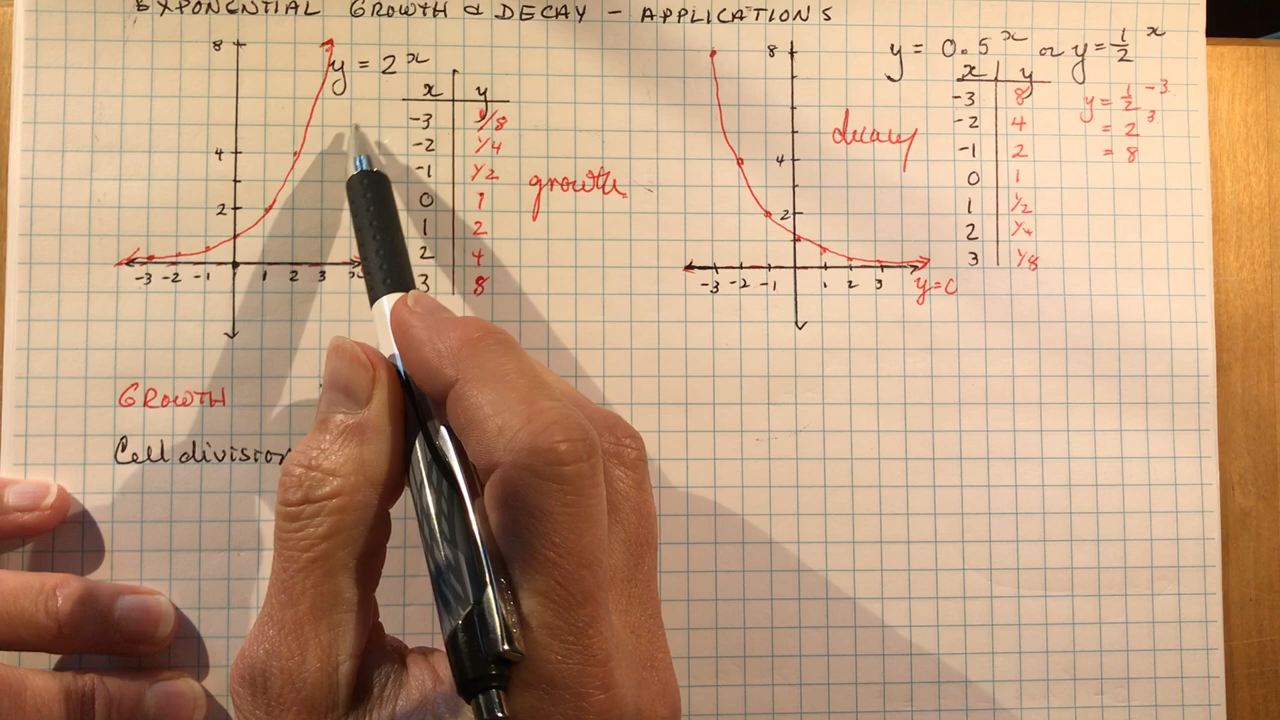 EXPONENTIAL GROWTH & DECAY - APPLICATIONS
8
4
2
-3 -2 -1 1 2 3
y = 2^x
x y
-3 1/8
-2 1/4
-1 1/2
0 1
1 2
2 4
3 8
growth
8
4
2
-3 -2 -1 1 2 3
y=0
decay
y = 0.5^x or y = 1/2^x
x y
-3 8
-2 4
-1 2
0 1
1 1/2
2 1/4
3 1/8
y = 1/2^-3
= 2^3
= 8
GROWTH
Cell division